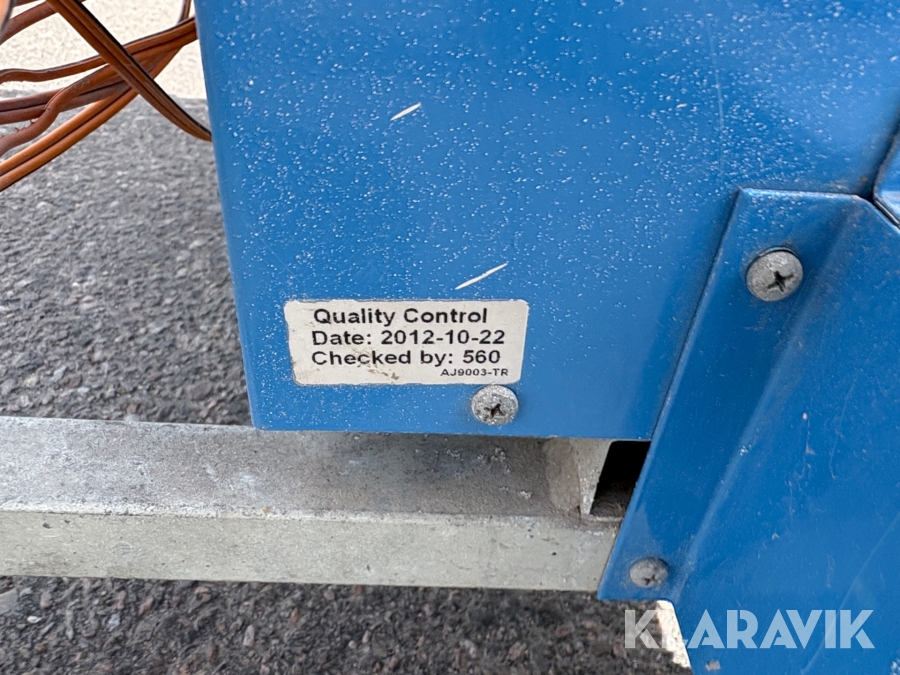 Quality Control
Date: 2012-10-22
Checked by: 560
AJ9003-TR
KLARAVIK